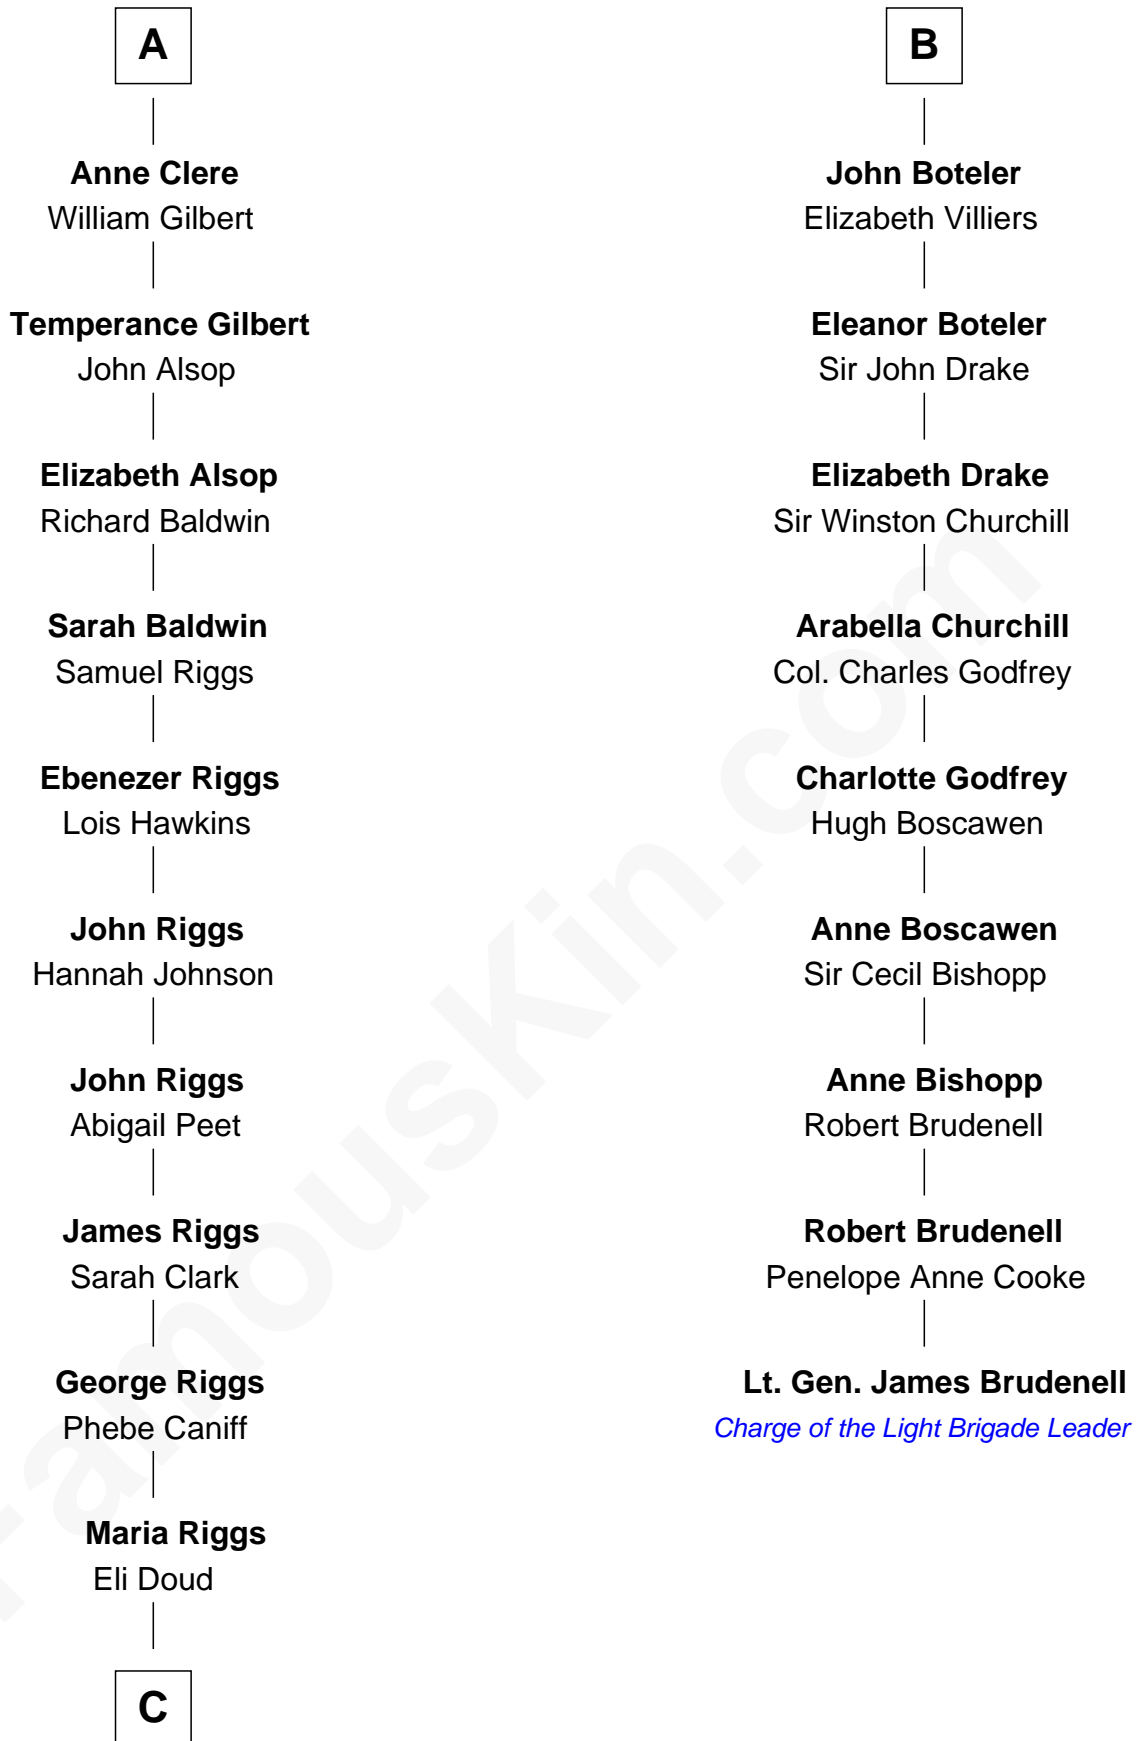 A
Anne Clere
William Gilbert
Temperance Gilbert
John Alsop
Elizabeth Alsop
Richard Baldwin
Sarah Baldwin
Samuel Riggs
Ebenezer Riggs
Lois Hawkins
John Riggs
Hannah Johnson
John Riggs
Abigail Peet
James Riggs
Sarah Clark
George Riggs
Phebe Caniff
Maria Riggs
Eli Doud
C
B
John Boteler
Elizabeth Villiers
Eleanor Boteler
Sir John Drake
Elizabeth Drake
Sir Winston Churchill
Arabella Churchill
Col. Charles Godfrey
Charlotte Godfrey
Hugh Boscawen
Anne Boscawen
Sir Cecil Bishopp
Anne Bishopp
Robert Brudenell
Robert Brudenell
Penelope Anne Cooke
Lt. Gen. James Brudenell
Charge of the Light Brigade Leader
FamousKin.com